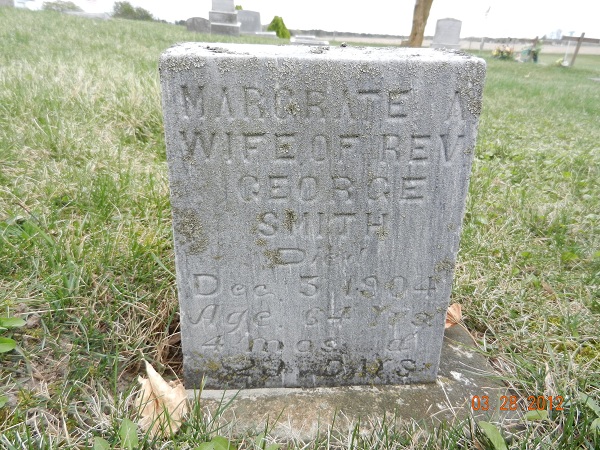 MARGRATE A
WIFE OF REV
GEORGE
SMITH
Died
Dec 3 1904
Age 64 Yrs
4 mos &
29 DYS
03 28 2012